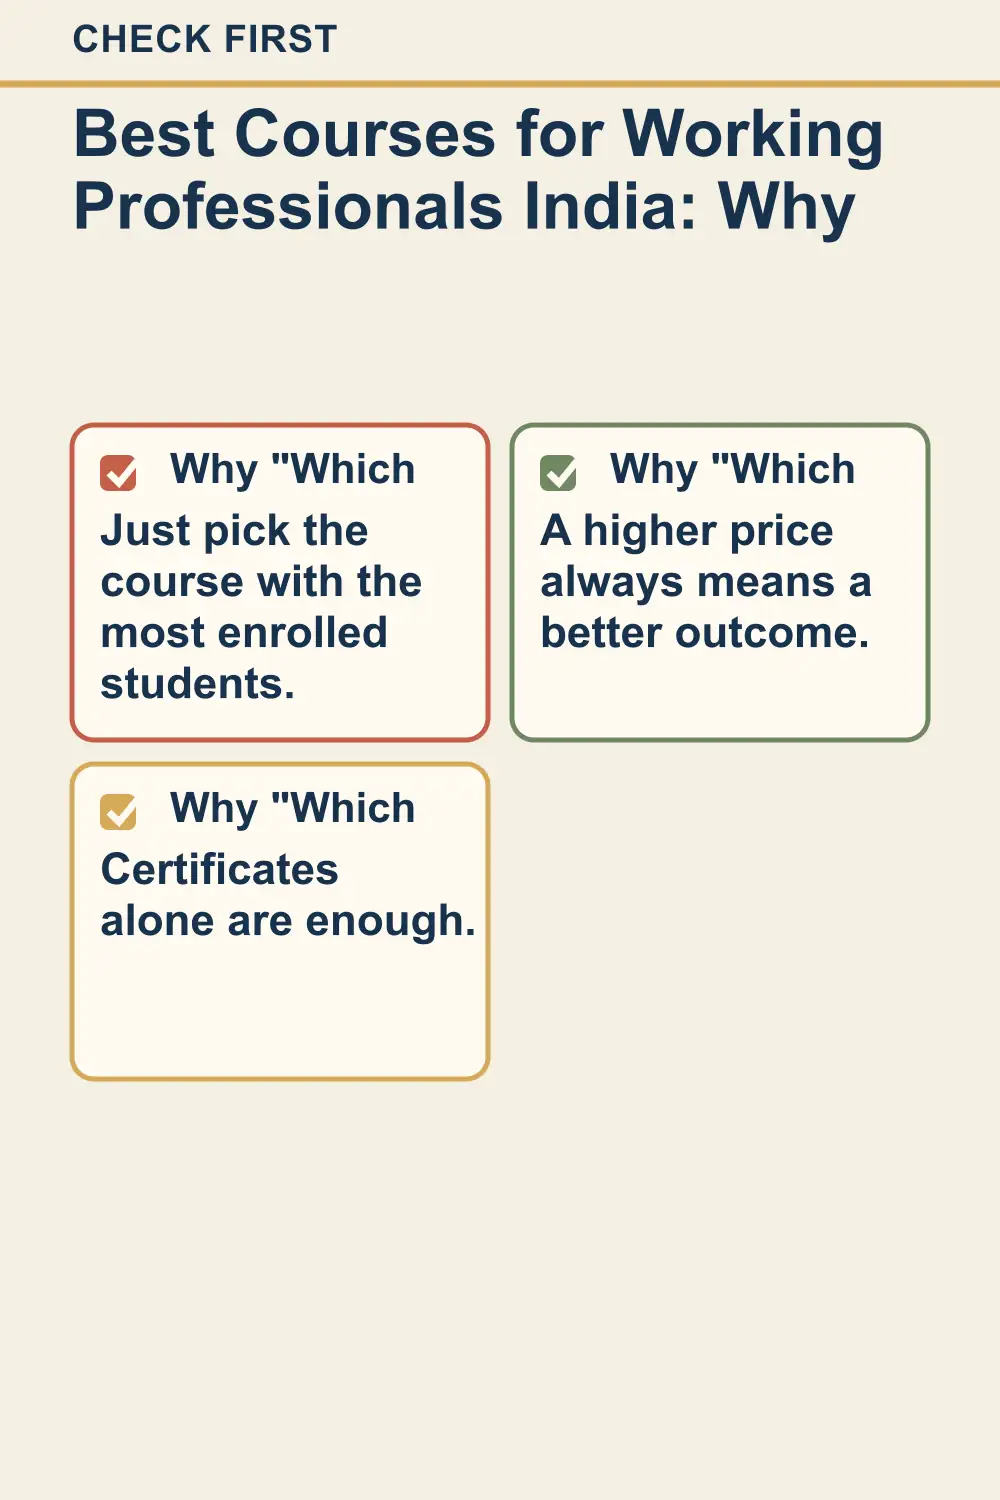 CHECK FIRST
Best Courses for Working
Professionals India: Why
Why "Which
Just pick the
course with the
most enrolled
students.
Why "Which
A higher price
always means a
better outcome.
Why "Which
Certificates
alone are enough.